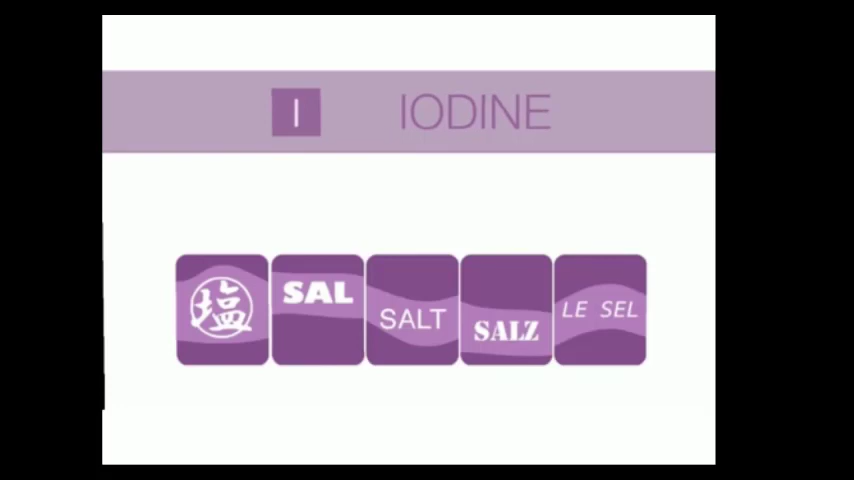 I IODINE
塩
SAL
SALT
SALZ
LE SEL